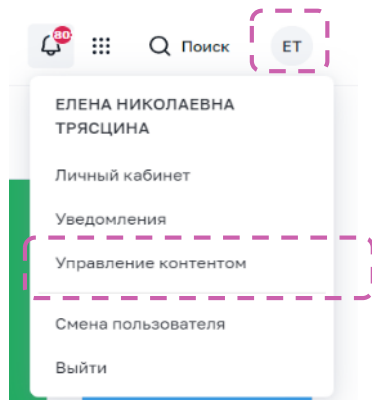 80
Поиск
ЕТ
ЕЛЕНА НИКОЛАЕВНА
ТРЯСЦИНА
Личный кабинет
Уведомления
Управление контентом
Смена пользователя
Выйти